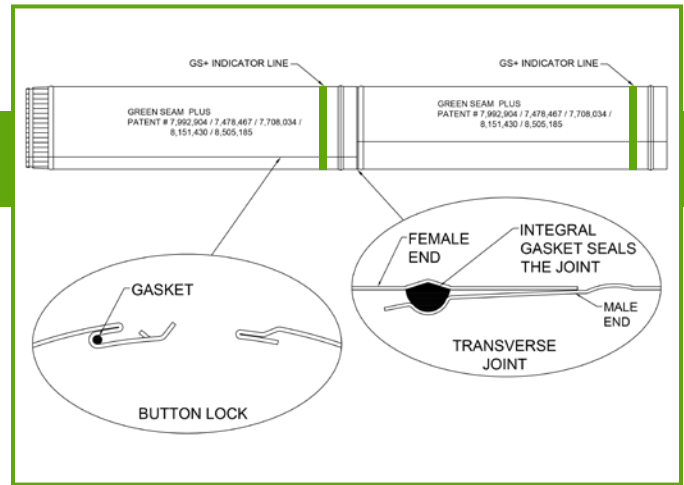 GS+ INDICATOR LINE
GS+ INDICATOR LINE
GREEN SEAM PLUS
PATENT # 7,992,904 / 7,478,467 / 7,708,034 /
8,151,430 / 8,505,185
GREEN SEAM PLUS
PATENT # 7,992,904 / 7,478,467 / 7,708,034 /
8,151,430 / 8,505,185
GASKET
BUTTON LOCK
FEMALE
END
INTEGRAL
GASKET SEALS
THE JOINT
MALE
END
TRANSVERSE
JOINT